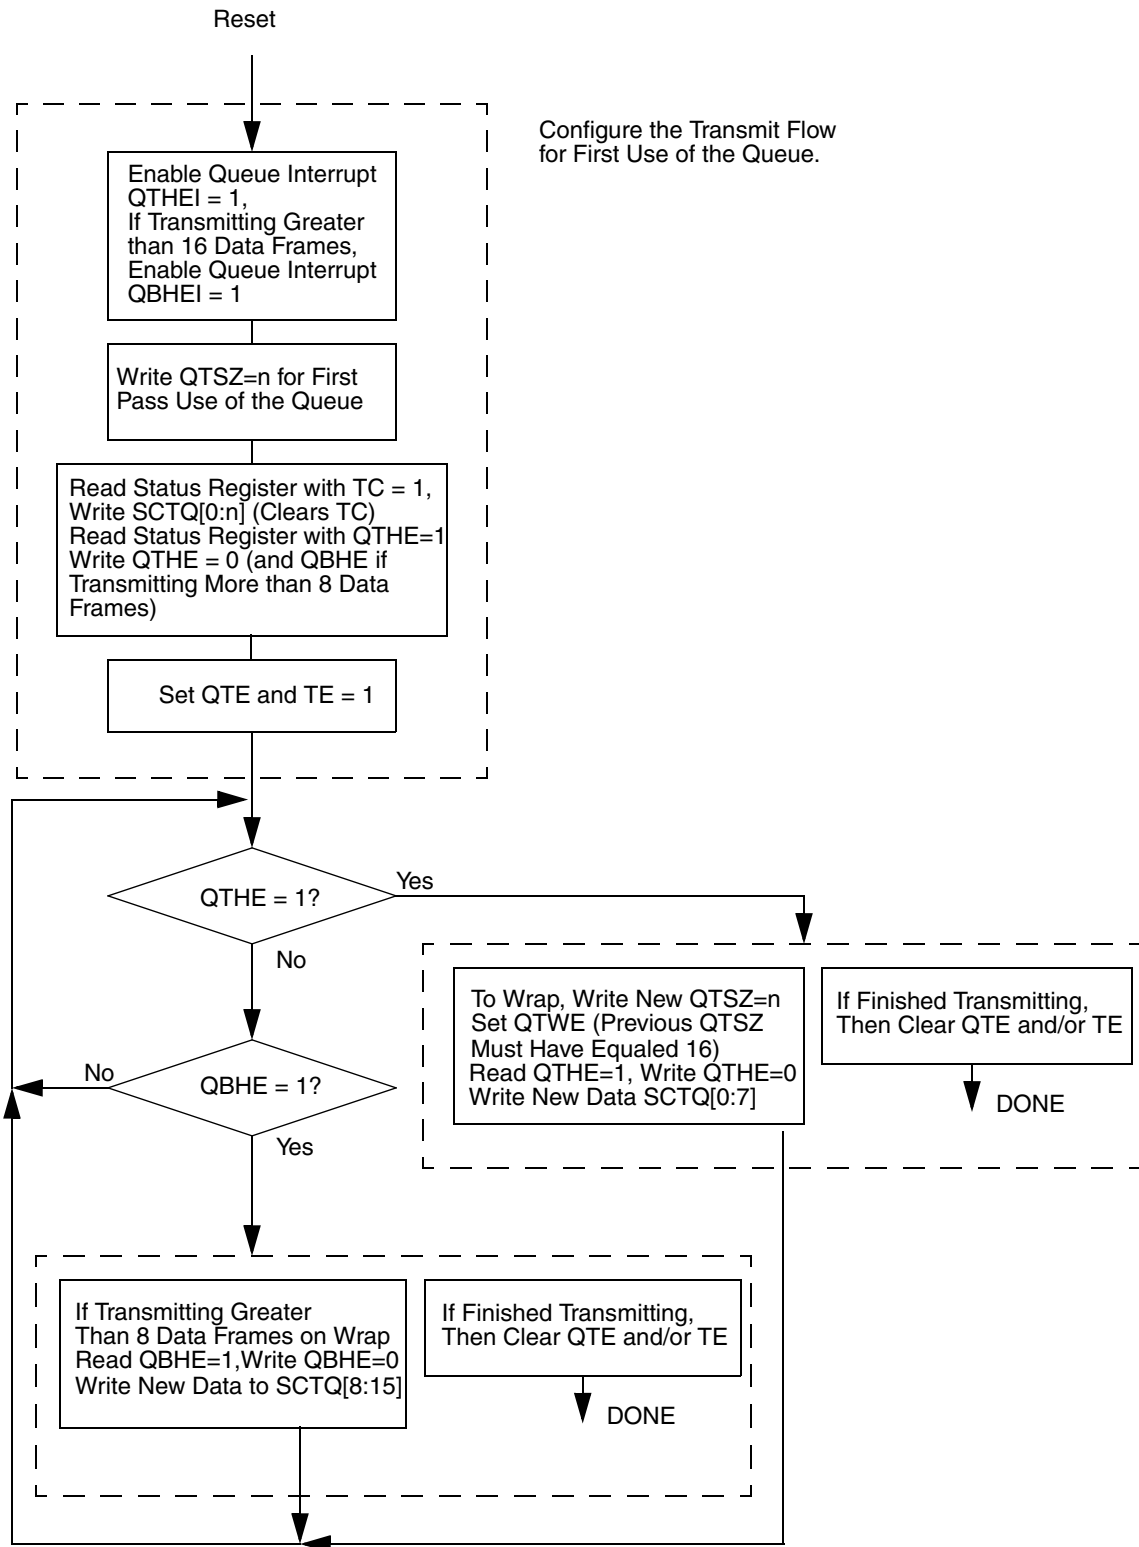 Reset
Configure the Transmit Flow
for First Use of the Queue.
Enable Queue Interrupt
QTHEI = 1,
If Transmitting Greater
than 16 Data Frames,
Enable Queue Interrupt
QBHEI = 1
Write QTSZ=n for First
Pass Use of the Queue
Read Status Register with TC = 1,
Write SCTQ[0:n] (Clears TC)
Read Status Register with QTHE=1
Write QTHE = 0 (and QBHE if
Transmitting More than 8 Data
Frames)
Set QTE and TE = 1
QTHE = 1?
Yes
No
To Wrap, Write New QTSZ=n
Set QTWE (Previous QTSZ
Must Have Equaled 16)
Read QTHE=1, Write QTHE=0
Write New Data SCTQ[0:7]
If Finished Transmitting,
Then Clear QTE and/or TE
DONE
No
QBHE = 1?
Yes
If Transmitting Greater
Than 8 Data Frames on Wrap
Read QBHE=1,Write QBHE=0
Write New Data to SCTQ[8:15]
If Finished Transmitting,
Then Clear QTE and/or TE
DONE